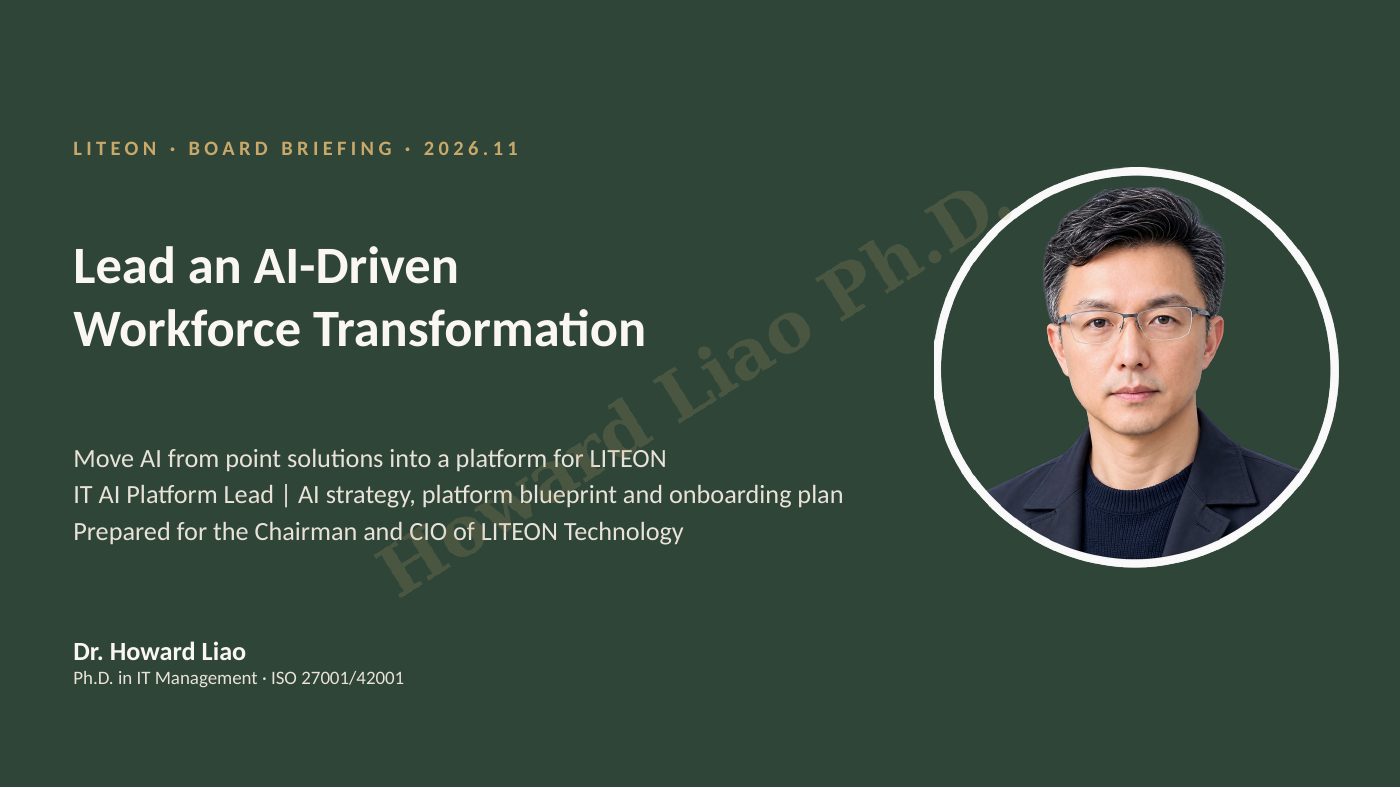 LITEON · BOARD BRIEFING · 2026.11
Lead an AI-Driven
Workforce Transformation
Move AI from point solutions into a platform for LITEON
IT AI Platform Lead | AI strategy, platform blueprint and onboarding plan
Prepared for the Chairman and CIO of LITEON Technology
Howard Liao Ph.D.
Dr. Howard Liao
Ph.D. in IT Management · ISO 27001/42001